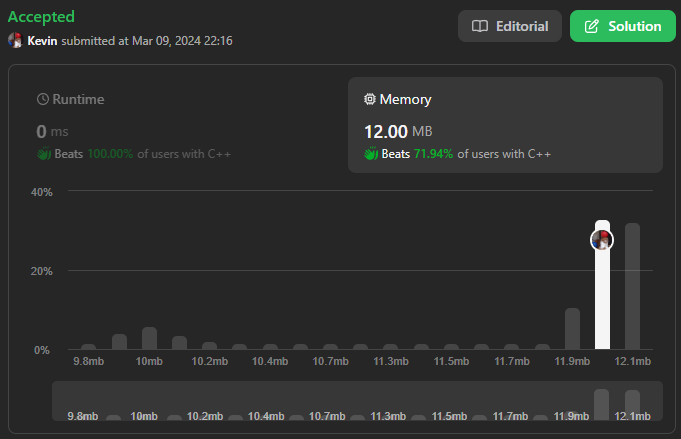 Accepted
Kevin submitted at Mar 09, 2024 22:16
Editorial
Solution
Runtime
0 ms
Beats 100.00% of users with C++
Memory
12.00 MB
Beats 71.94% of users with C++
40%
20%
0%
9.8mb 10mb 10.2mb 10.4mb 10.7mb 11.3mb 11.5mb 11.7mb 11.9mb 12.1mb
9.8mb 10mb 10.2mb 10.4mb 10.7mb 11.3mb 11.5mb 11.7mb 11.9mb 12.1mb